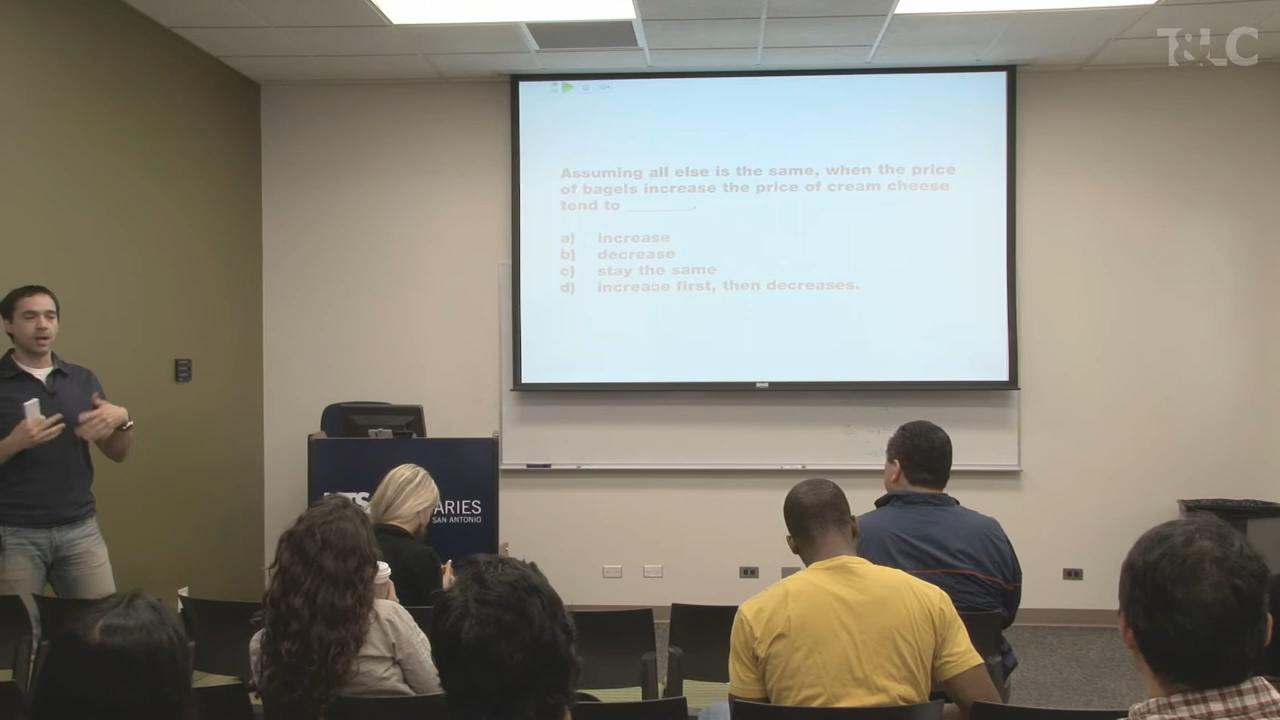 T&LC
Assuming all else is the same, when the price
of bagels increase the price of cream cheese
tend to ________.
a) increase
b) decrease
c) stay the same
d) increase first, then decreases.
ARIES
SAN ANTONIO